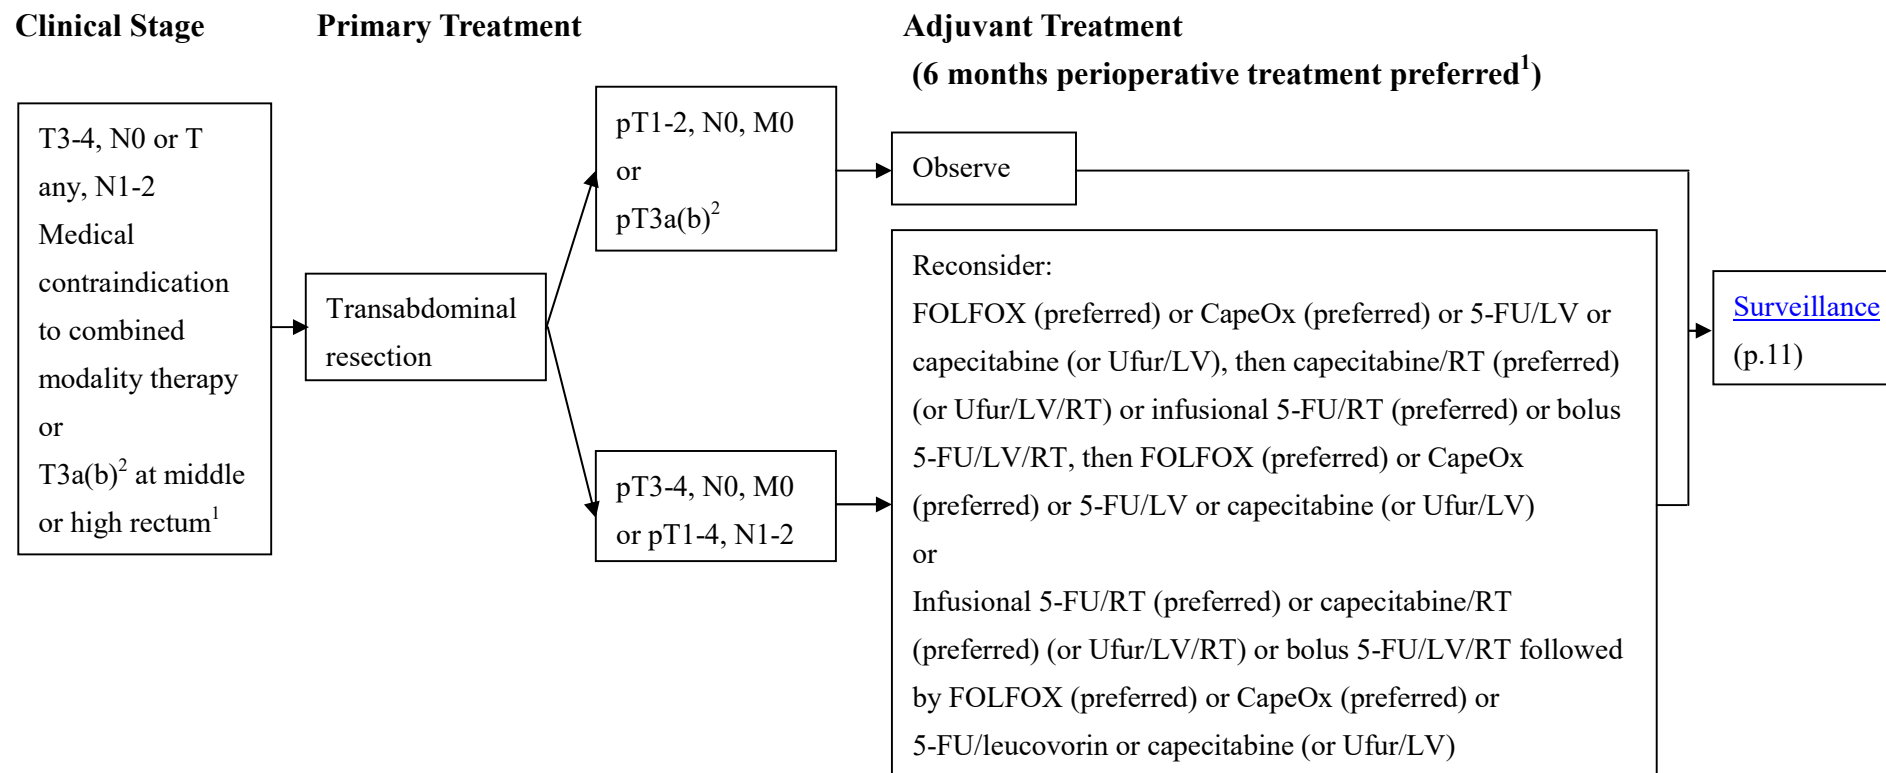 Clinical Stage
Primary Treatment
Adjuvant Treatment
(6 months perioperative treatment preferred1)
T3-4, N0 or T
any, N1-2
Medical
contraindication
to combined
modality therapy
or
T3a(b)2 at middle
or high rectum1
Transabdominal
resection
pT1-2, N0, M0
or
pT3a(b)2
pT3-4, N0, M0
or pT1-4, N1-2
Observe
Reconsider:
FOLFOX (preferred) or CapeOx (preferred) or 5-FU/LV or
capecitabine (or Ufur/LV), then capecitabine/RT (preferred)
(or Ufur/LV/RT) or infusional 5-FU/RT (preferred) or bolus
5-FU/LV/RT, then FOLFOX (preferred) or CapeOx
(preferred) or 5-FU/LV or capecitabine (or Ufur/LV)
or
Infusional 5-FU/RT (preferred) or capecitabine/RT
(preferred) (or Ufur/LV/RT) or bolus 5-FU/LV/RT followed
by FOLFOX (preferred) or CapeOx (preferred) or
5-FU/leucovorin or capecitabine (or Ufur/LV)
Surveillance
(p.11)